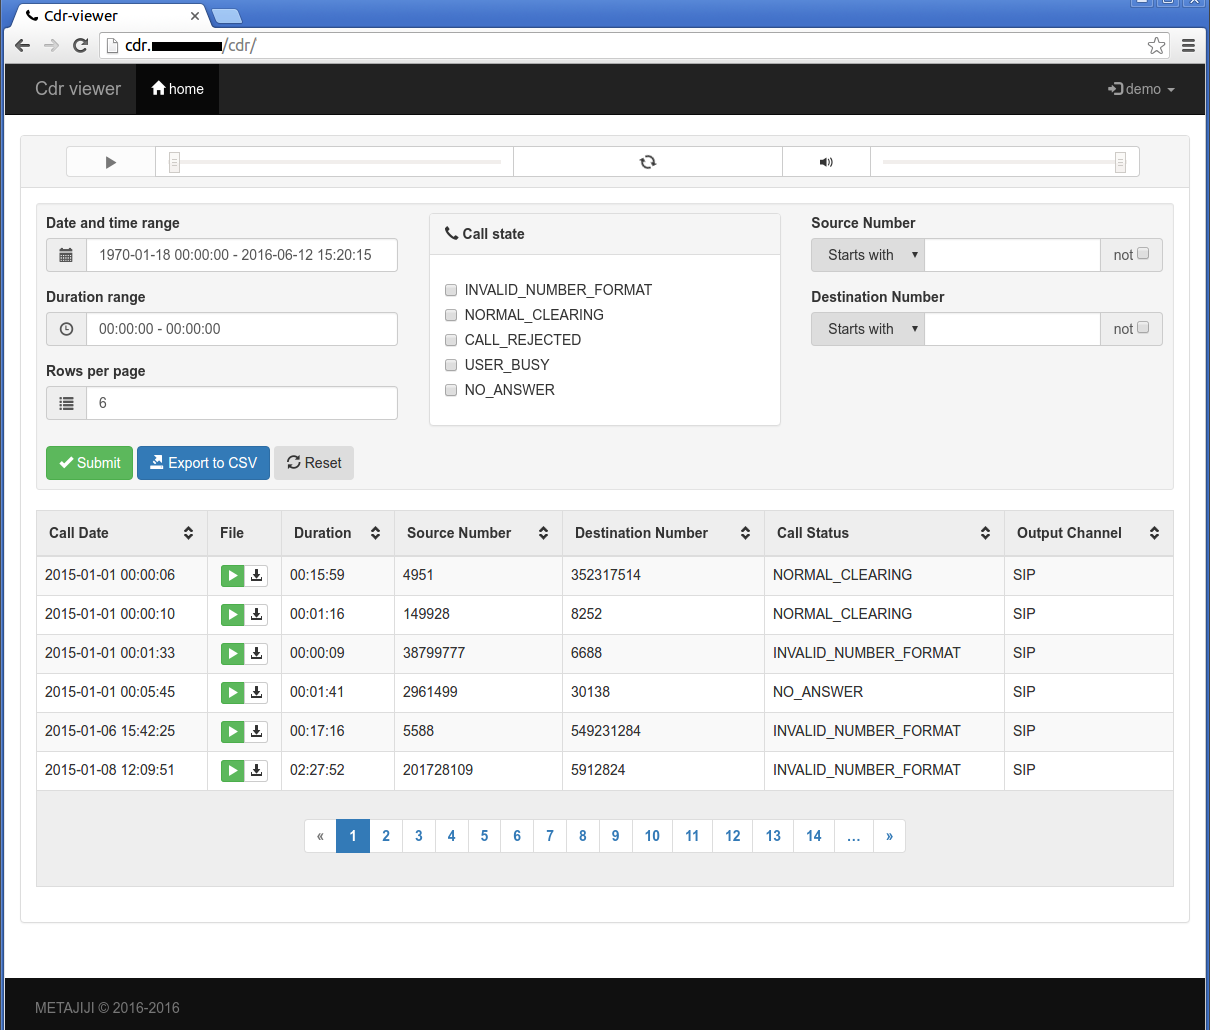 Cdr-viewer
cdr. /cdr/
Cdr viewer home demo
Date and time range
1970-01-18 00:00:00 - 2016-06-12 15:20:15
Duration range
00:00:00 - 00:00:00
Rows per page
6
Call state
INVALID_NUMBER_FORMAT
NORMAL_CLEARING
CALL_REJECTED
USER_BUSY
NO_ANSWER
Source Number
Starts with not
Destination Number
Starts with not
Submit Export to CSV Reset
Call Date File Duration Source Number Destination Number Call Status Output Channel
2015-01-01 00:00:06 00:15:59 4951 352317514 NORMAL_CLEARING SIP
2015-01-01 00:00:10 00:01:16 149928 8252 NORMAL_CLEARING SIP
2015-01-01 00:01:33 00:00:09 38799777 6688 INVALID_NUMBER_FORMAT SIP
2015-01-01 00:05:45 00:01:41 2961499 30138 NO_ANSWER SIP
2015-01-06 15:42:25 00:17:16 5588 549231284 INVALID_NUMBER_FORMAT SIP
2015-01-08 12:09:51 02:27:52 201728109 5912824 INVALID_NUMBER_FORMAT SIP
« 1 2 3 4 5 6 7 8 9 10 11 12 13 14 ... »
METAJIJI © 2016-2016